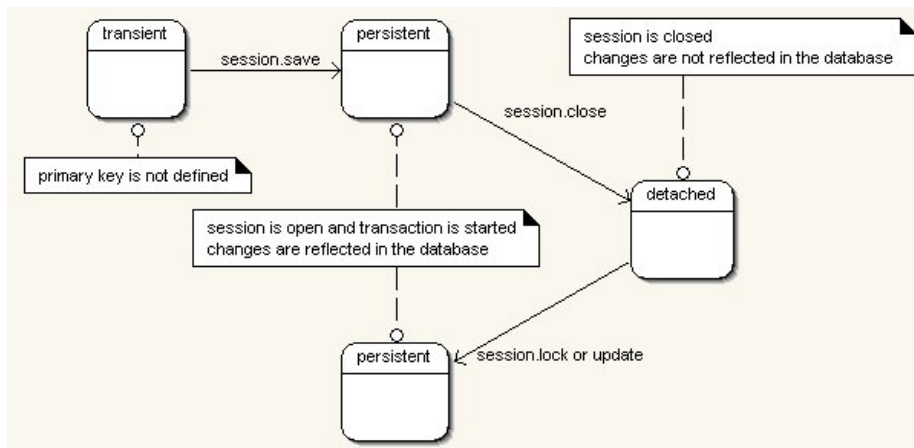 transient
persistent
session is closed
changes are not reflected in the database
session.save
session.close
primary key is not defined
detached
session is open and transaction is started
changes are reflected in the database
persistent
session.lock or update